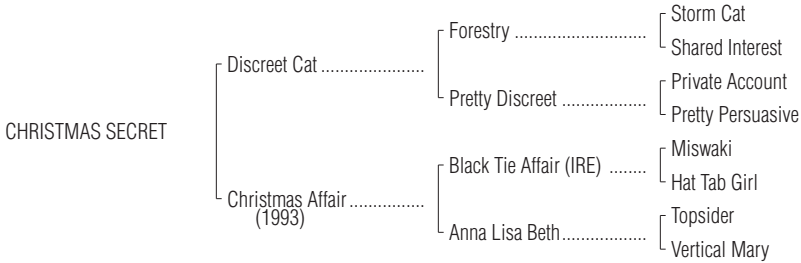 Storm Cat
Forestry ............................
Shared Interest
Discreet Cat ......................
Private Account
Pretty Discreet ..................
Pretty Persuasive
CHRISTMAS SECRET
Miswaki
Black Tie Affair (IRE) ........
Hat Tab Girl
Christmas Affair ................
(1993)
Topsider
Anna Lisa Beth..................
Vertical Mary